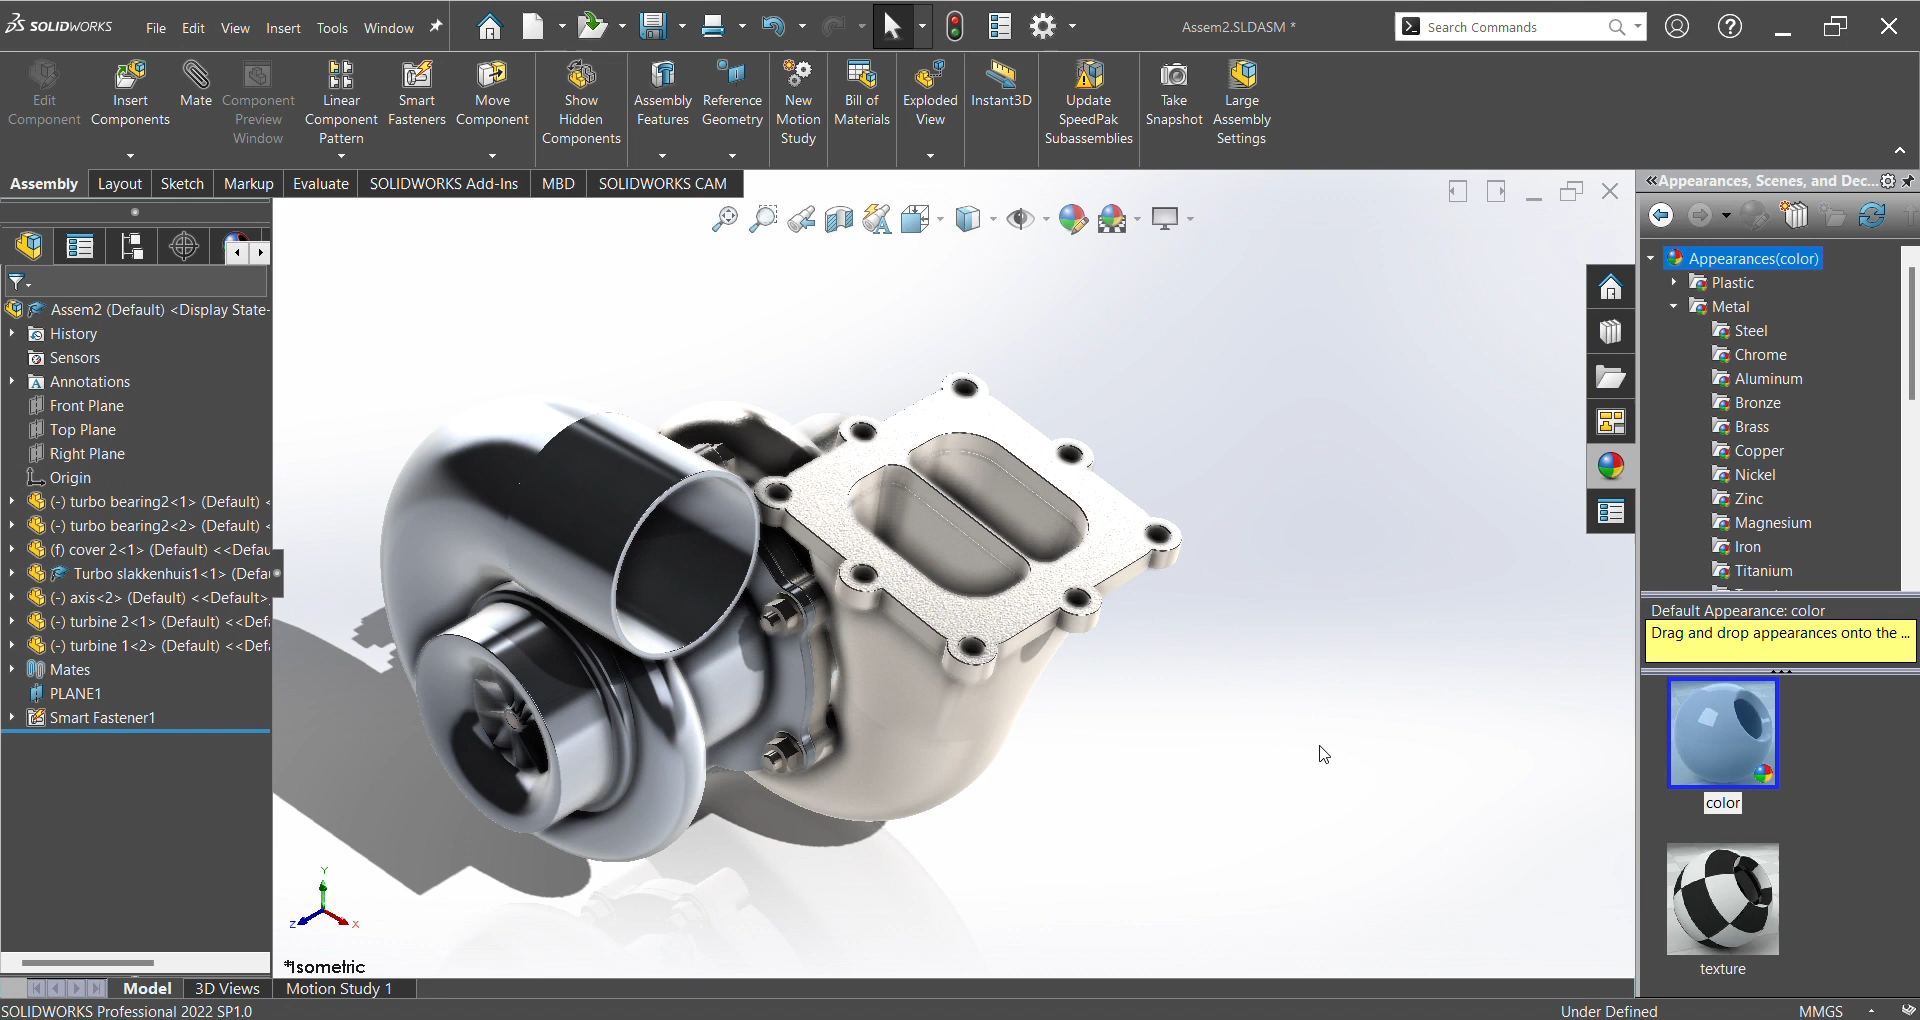 SOLIDWORKS File Edit View Insert Tools Window Assem2.SLDASM * Search Commands
Edit Component
Insert Components
Mate
Component Preview Window
Linear Component Pattern
Smart Fasteners
Move Component
Show Hidden Components
Assembly Features
Reference Geometry
New Motion Study
Bill of Materials
Exploded View
Instant3D
Update SpeedPak Subassemblies
Take Snapshot
Large Assembly Settings
Assembly Layout Sketch Markup Evaluate SOLIDWORKS Add-Ins MBD SOLIDWORKS CAM
Assem2 (Default) <Display State-
History
Sensors
Annotations
Front Plane
Top Plane
Right Plane
Origin
(-) turbo bearing2<1> (Default) <
(-) turbo bearing2<2> (Default) <
(f) cover 2<1> (Default) <<Defau
Turbo slakkenhuis1<1> (Defau
(-) axis<2> (Default) <<Default>
(-) turbine 2<1> (Default) <<Def
(-) turbine 1<2> (Default) <<Def
Mates
PLANE1
Smart Fastener1
Y
Z
X
*Isometric
Appearances, Scenes, and Dec...
Appearances(color)
Plastic
Metal
Steel
Chrome
Aluminum
Bronze
Brass
Copper
Nickel
Zinc
Magnesium
Iron
Titanium
Default Appearance: color
Drag and drop appearances onto the ...
color
texture
Model 3D Views Motion Study 1
SOLIDWORKS Professional 2022 SP1.0 Under Defined MMGS